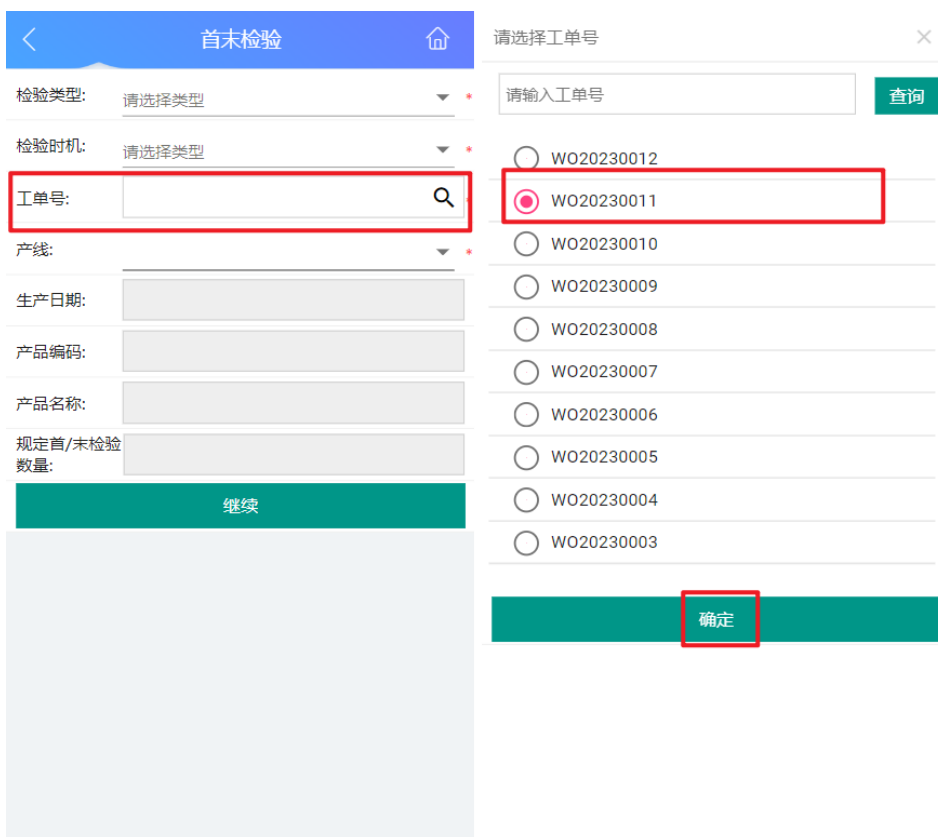 首末检验
检验类型:
请选择类型
*
检验时机:
请选择类型
*
工单号:
产线:
*
生产日期:
产品编码:
产品名称:
规定首/末检验
数量:
继续
请选择工单号
请输入工单号
查询
WO20230012
WO20230011
WO20230010
WO20230009
WO20230008
WO20230007
WO20230006
WO20230005
WO20230004
WO20230003
确定